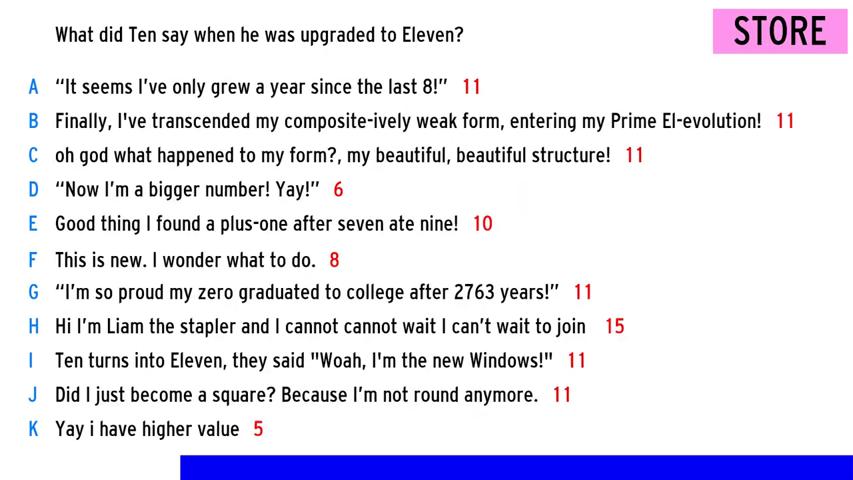 What did Ten say when he was upgraded to Eleven?
STORE
A “It seems I’ve only grew a year since the last 8!” 11
B Finally, I've transcended my composite-ively weak form, entering my Prime El-evolution! 11
C oh god what happened to my form?, my beautiful, beautiful structure! 11
D “Now I’m a bigger number! Yay!” 6
E Good thing I found a plus-one after seven ate nine! 10
F This is new. I wonder what to do. 8
G “I’m so proud my zero graduated to college after 2763 years!” 11
H Hi I’m Liam the stapler and I cannot cannot wait I can’t wait to join 15
I Ten turns into Eleven, they said "Woah, I'm the new Windows!" 11
J Did I just become a square? Because I’m not round anymore. 11
K Yay i have higher value 5